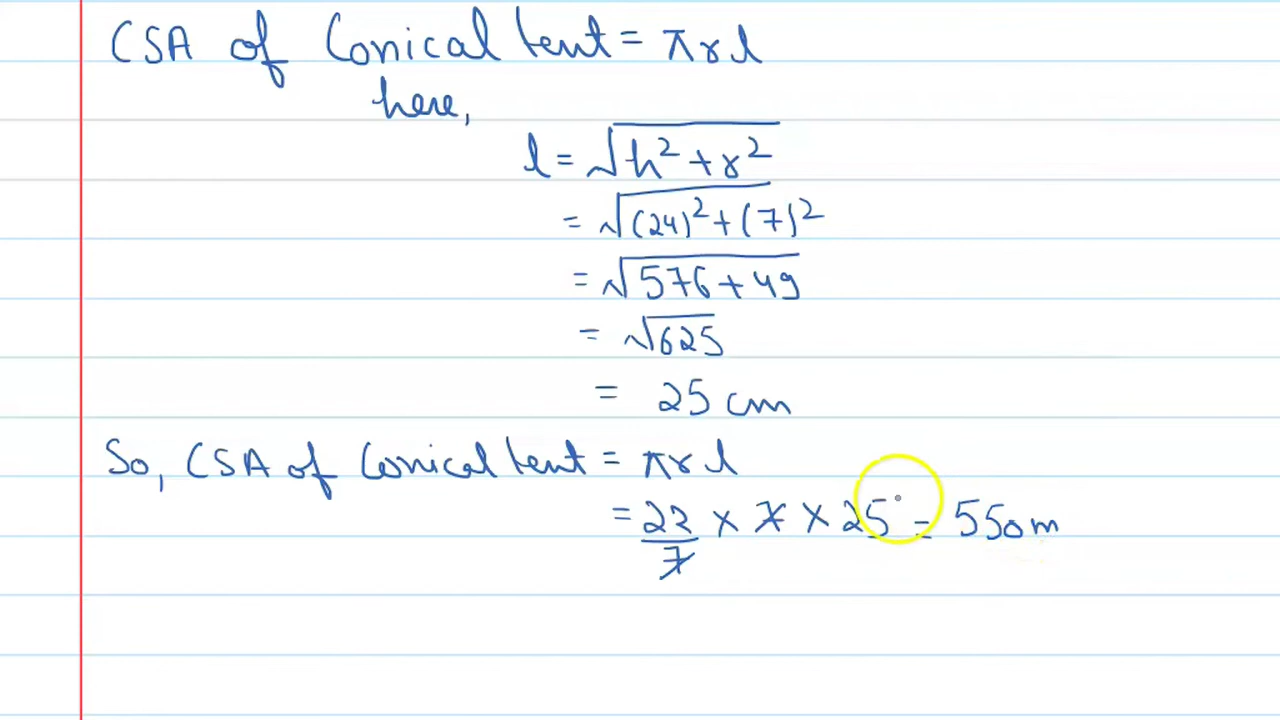 CSA of Conical tent = πrl
here,
l = √h² + r²
= √(24)² + (7)²
= √576 + 49
= √625
= 25 cm
So, CSA of Conical tent = πrl
= 22/7 × 7 × 25 = 550m